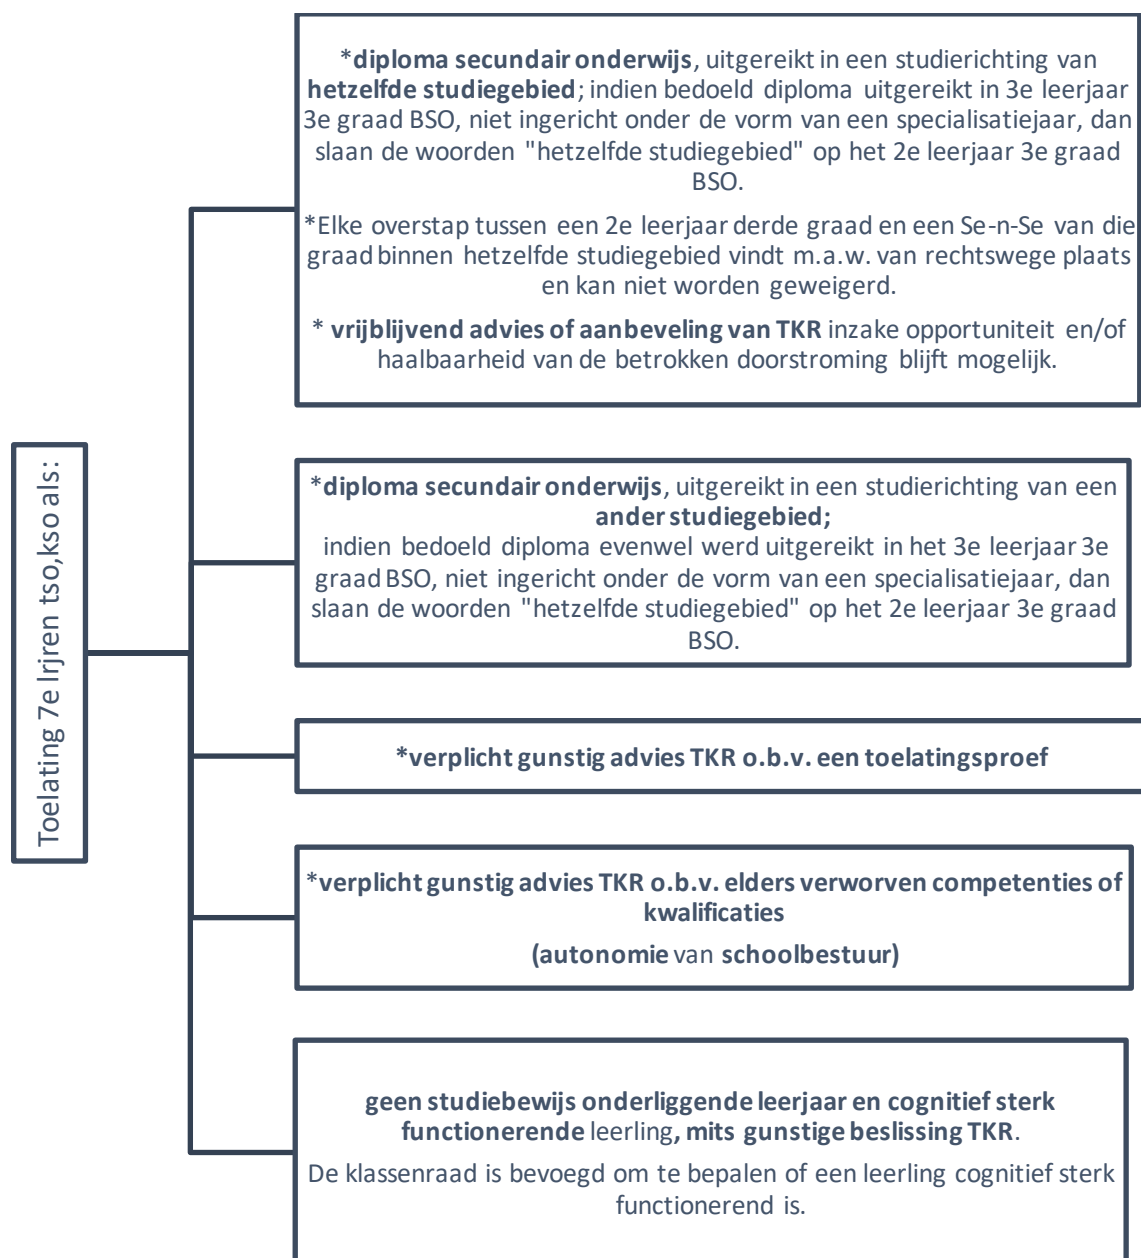 Toelating 7e lrjren tso,kso als:
*diploma secundair onderwijs, uitgereikt in een studierichting van
hetzelfde studiegebied; indien bedoeld diploma uitgereikt in 3e leerjaar
3e graad BSO, niet ingericht onder de vorm van een specialisatiejaar, dan
slaan de woorden "hetzelfde studiegebied" op het 2e leerjaar 3e graad
BSO.
*Elke overstap tussen een 2e leerjaar derde graad en een Se-n-Se van die
graad binnen hetzelfde studiegebied vindt m.a.w. van rechtswege plaats
en kan niet worden geweigerd.
* vrijblijvend advies of aanbeveling van TKR inzake opportuniteit en/of
haalbaarheid van de betrokken doorstroming blijft mogelijk.
*diploma secundair onderwijs, uitgereikt in een studierichting van een
ander studiegebied;
indien bedoeld diploma evenwel werd uitgereikt in het 3e leerjaar 3e
graad BSO, niet ingericht onder de vorm van een specialisatiejaar, dan
slaan de woorden "hetzelfde studiegebied" op het 2e leerjaar 3e graad
BSO.
*verplicht gunstig advies TKR o.b.v. een toelatingsproef
*verplicht gunstig advies TKR o.b.v. elders verworven competenties of
kwalificaties
(autonomie van schoolbestuur)
geen studiebewijs onderliggende leerjaar en cognitief sterk
functionerende leerling, mits gunstige beslissing TKR.
De klassenraad is bevoegd om te bepalen of een leerling cognitief sterk
functionerend is.